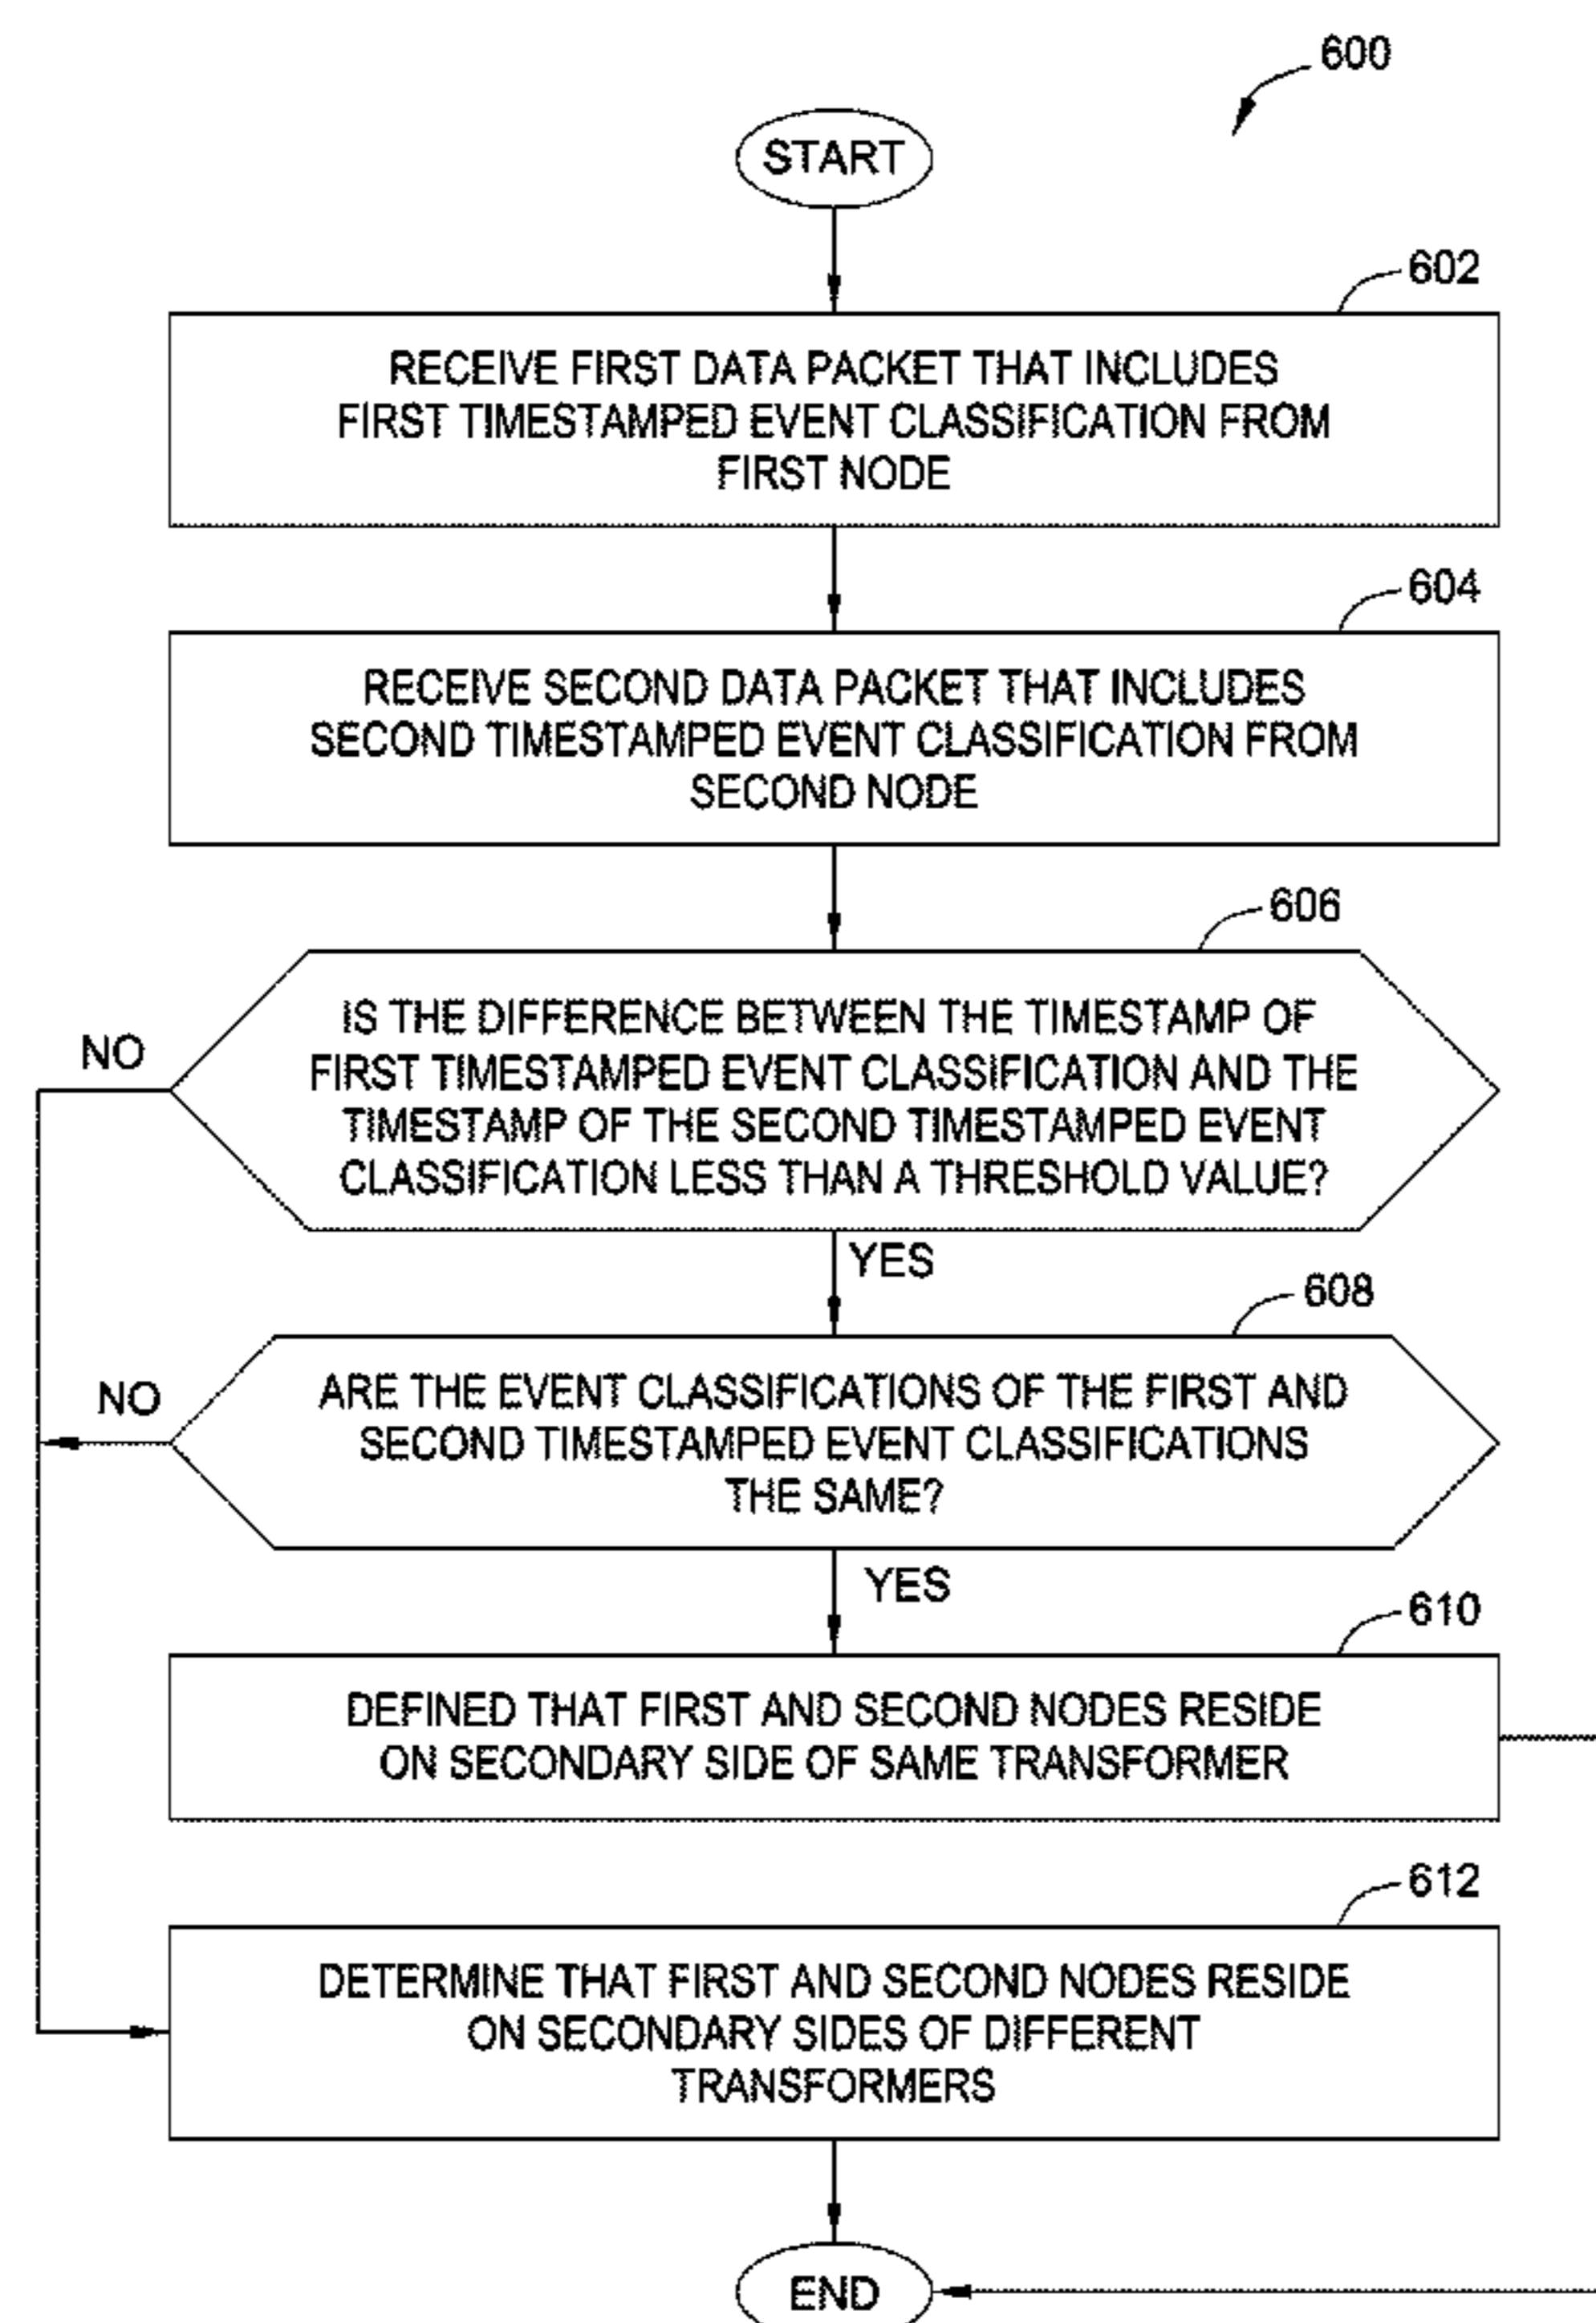 600
START
602
RECEIVE FIRST DATA PACKET THAT INCLUDES
FIRST TIMESTAMPED EVENT CLASSIFICATION FROM
FIRST NODE
604
RECEIVE SECOND DATA PACKET THAT INCLUDES
SECOND TIMESTAMPED EVENT CLASSIFICATION FROM
SECOND NODE
606
IS THE DIFFERENCE BETWEEN THE TIMESTAMP OF
FIRST TIMESTAMPED EVENT CLASSIFICATION AND THE
TIMESTAMP OF THE SECOND TIMESTAMPED EVENT
CLASSIFICATION LESS THAN A THRESHOLD VALUE?
NO
YES
608
ARE THE EVENT CLASSIFICATIONS OF THE FIRST AND
SECOND TIMESTAMPED EVENT CLASSIFICATIONS
THE SAME?
NO
YES
610
DEFINED THAT FIRST AND SECOND NODES RESIDE
ON SECONDARY SIDE OF SAME TRANSFORMER
612
DETERMINE THAT FIRST AND SECOND NODES RESIDE
ON SECONDARY SIDES OF DIFFERENT
TRANSFORMERS
END